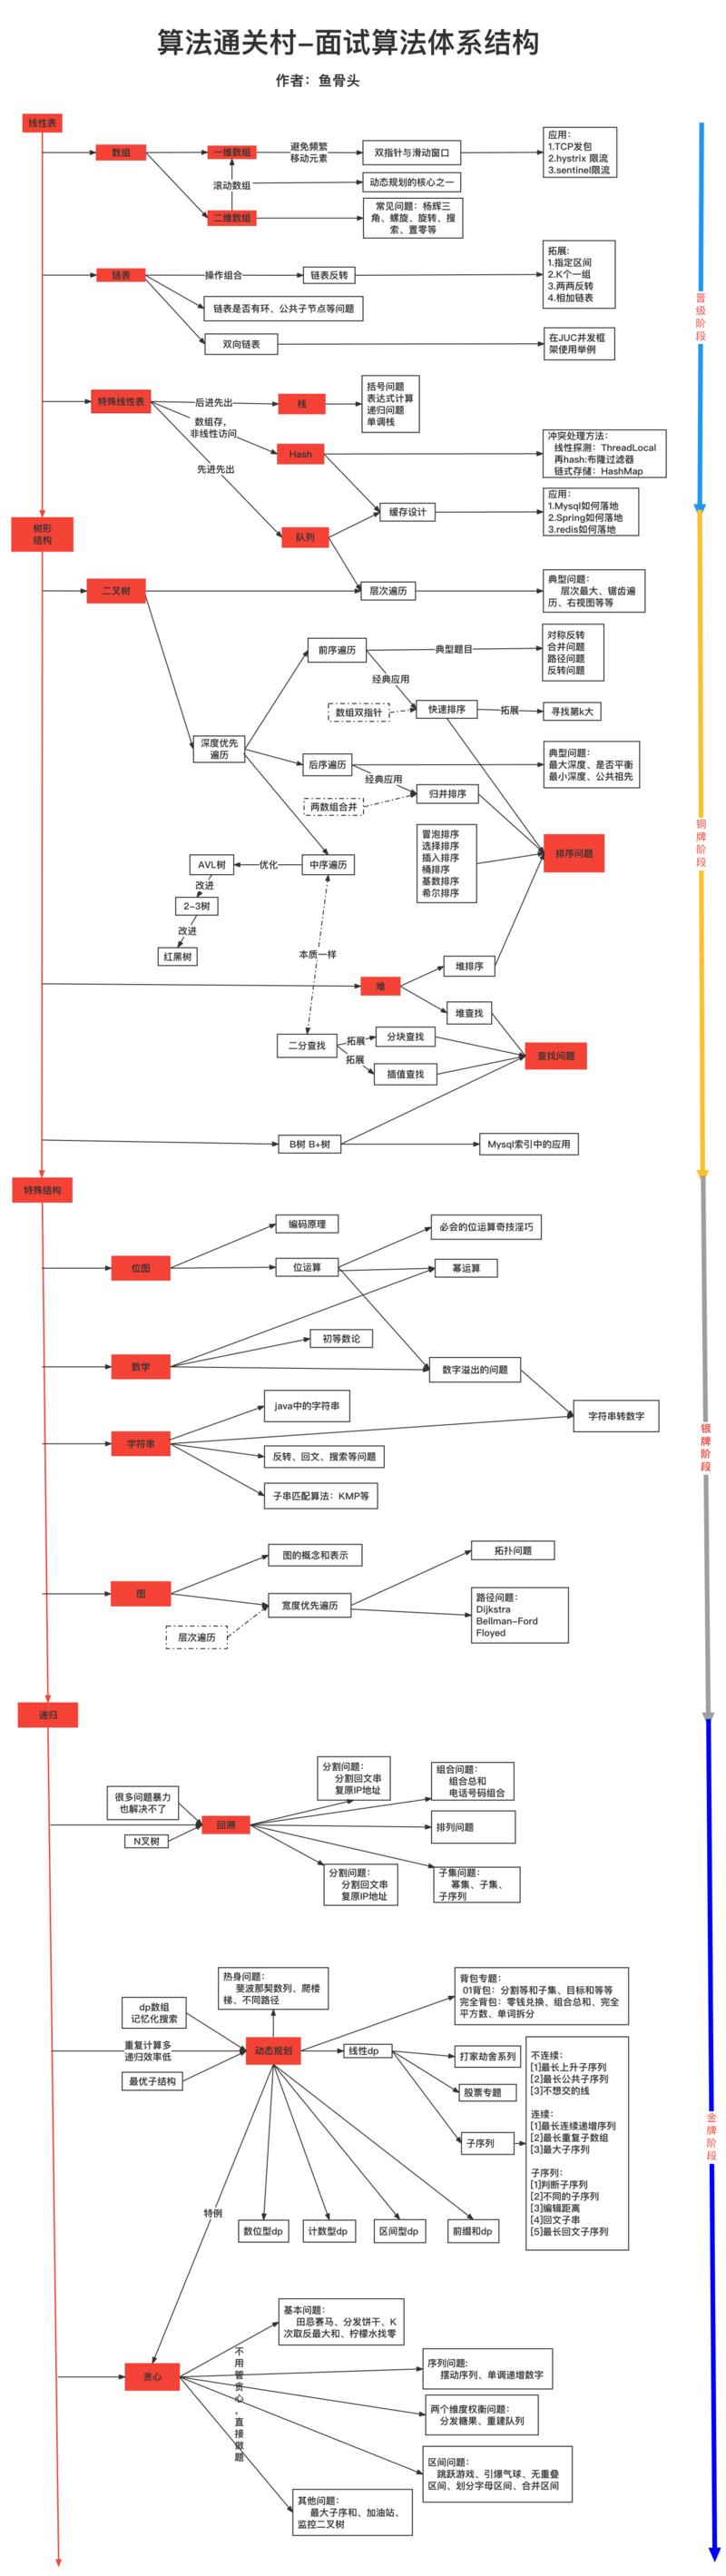 算法通关村-面试算法体系结构
作者：鱼骨头
线性表
数组
一维数组
避免频繁
移动元素
双指针与滑动窗口
应用：
1.TCP发包
2.hystrix 限流
3.sentinel限流
滚动数组
动态规划的核心之一
二维数组
常见问题：杨辉三
角、螺旋、旋转、搜
索、置零等
链表
操作组合
链表反转
拓展:
1.指定区间
2.K个一组
3.两两反转
4.相加链表
链表是否有环、公共子节点等问题
双向链表
在JUC并发框
架使用举例
晋级阶段
特殊线性表
后进先出
栈
括号问题
表达式计算
递归问题
单调栈
数组存，
非线性访问
Hash
冲突处理方法：
线性探测：ThreadLocal
再hash:布隆过滤器
链式存储：HashMap
先进先出
队列
缓存设计
应用：
1.Mysql如何落地
2.Spring如何落地
3.redis如何落地
树形
结构
二叉树
层次遍历
典型问题：
层次最大、锯齿遍
历、右视图等等
前序遍历
典型题目
对称反转
合并问题
路径问题
反转问题
经典应用
数组双指针
快速排序
拓展
寻找第k大
深度优先
遍历
后序遍历
典型问题：
最大深度、是否平衡
最小深度、公共祖先
经典应用
两数组合并
归并排序
冒泡排序
选择排序
插入排序
桶排序
基数排序
希尔排序
排序问题
铜牌阶段
AVL树
优化
中序遍历
改进
2-3树
改进
红黑树
本质一样
堆
堆排序
堆查找
二分查找
拓展
分块查找
拓展
插值查找
查找问题
B树 B+树
Mysql索引中的应用
特殊结构
位图
编码原理
位运算
必会的位运算奇技淫巧
幂运算
数学
初等数论
数字溢出的问题
字符串
java中的字符串
字符串转数字
反转、回文、搜索等问题
子串匹配算法：KMP等
银牌阶段
图
图的概念和表示
宽度优先遍历
层次遍历
拓扑问题
路径问题：
Dijkstra
Bellman-Ford
Floyed
递归
很多问题暴力
也解决不了
N叉树
回溯
分割问题：
分割回文串
复原IP地址
组合问题：
组合总和
电话号码组合
排列问题
分割问题：
分割回文串
复原IP地址
子集问题：
幂集、子集、
子序列
热身问题：
斐波那契数列、爬楼
梯、不同路径
dp数组
记忆化搜索
重复计算多
递归效率低
最优子结构
动态规划
线性dp
背包专题：
01背包：分割等和子集、目标和等等
完全背包：零钱兑换、组合总和、完全
平方数、单词拆分
打家劫舍系列
股票专题
子序列
不连续：
[1]最长上升子序列
[2]最长公共子序列
[3]不想交的线
连续：
[1]最长连续递增序列
[2]最长重复子数组
[3]最大子序列
子序列：
[1]判断子序列
[2]不同的子序列
[3]编辑距离
[4]回文子串
[5]最长回文子序列
金牌阶段
特例
数位型dp
计数型dp
区间型dp
前缀和dp
贪心
不用管贪心，直接做题
基本问题：
田忌赛马、分发饼干、K
次取反最大和、柠檬水找零
序列问题：
摆动序列、单调递增数字
两个维度权衡问题：
分发糖果、重建队列
区间问题：
跳跃游戏、引爆气球、无重叠
区间、划分字母区间、合并区间
其他问题：
最大子序和、加油站、
监控二叉树